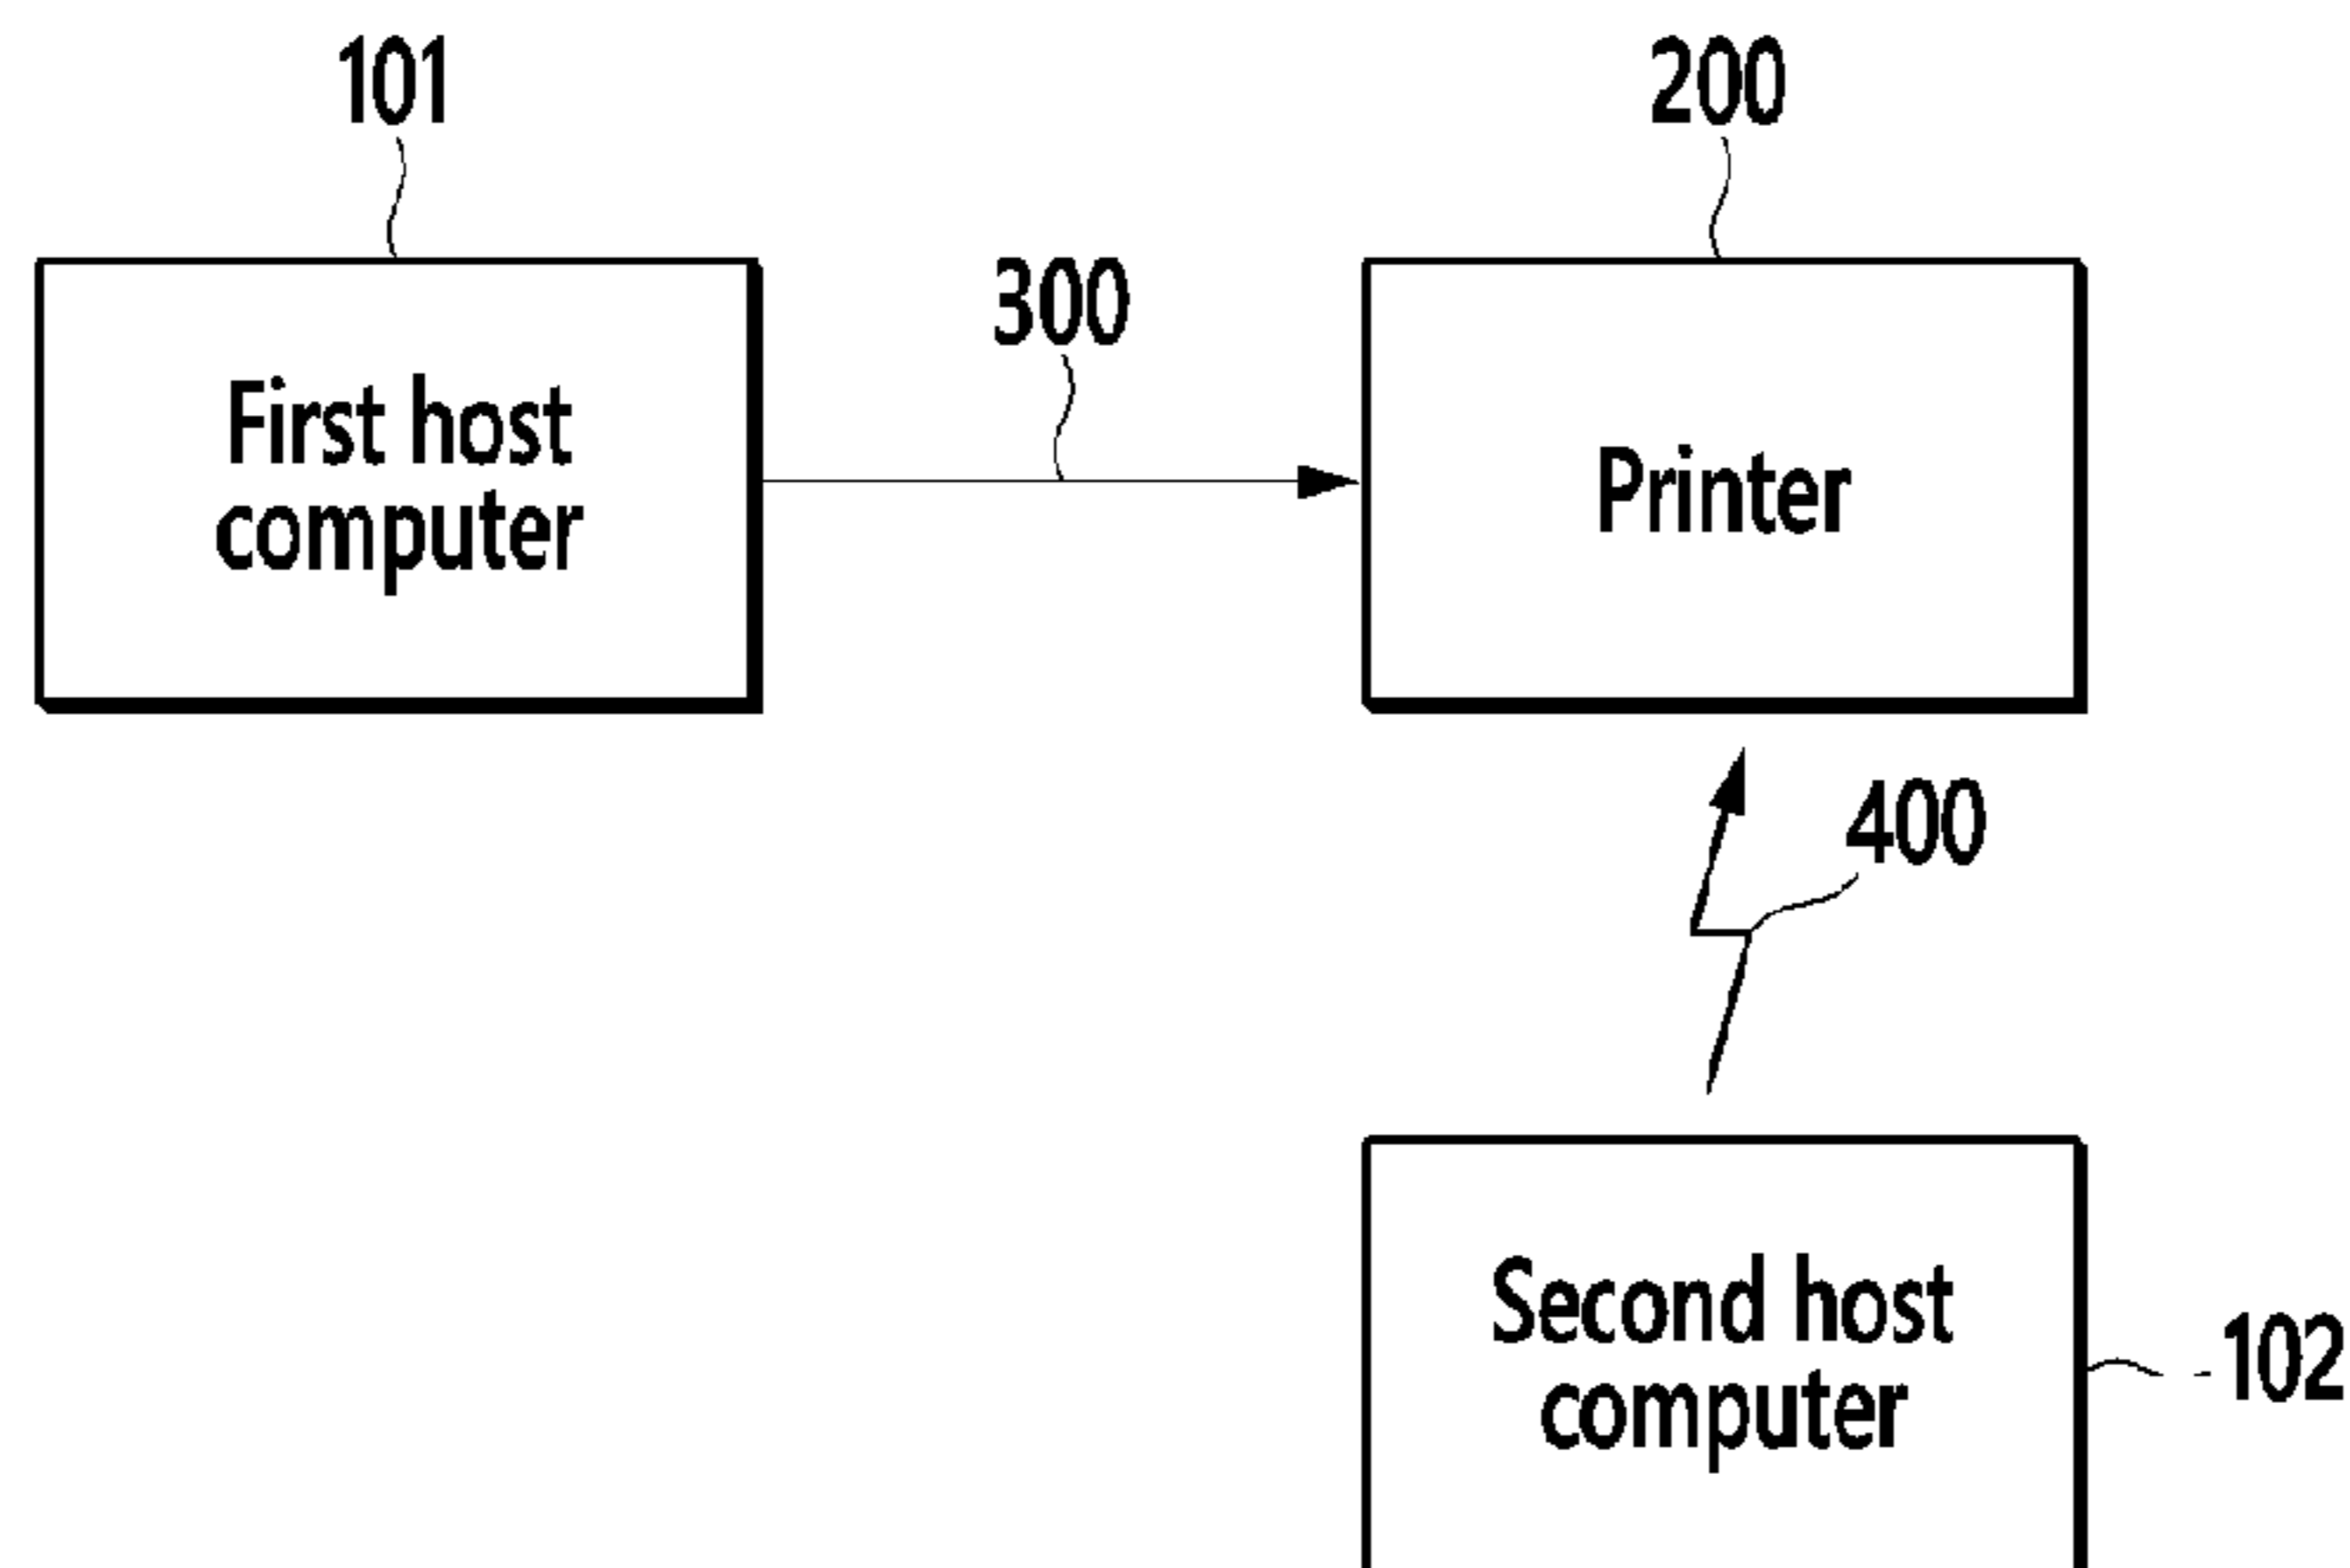 101
200
300
First host
computer
Printer
400
Second host
computer
102